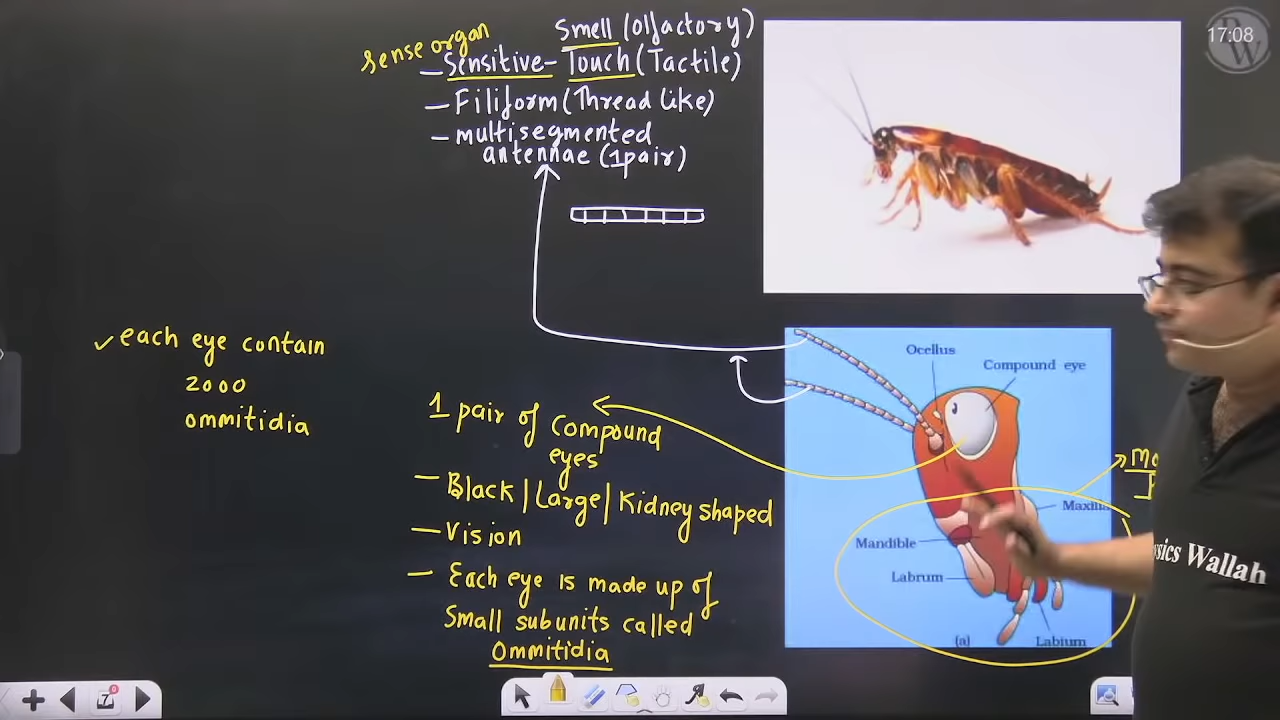 17:08
sense organ
Smell (olfactory)
- Sensitive- Touch (Tactile)
- Filiform (Thread like)
- multisegmented
antennae (1pair)
each eye contain
2000
ommitidia
1 pair of compound
eyes
- Black/Large/Kidney shaped
- Vision
- Each eye is made up of
Small subunits called
Ommitidia
Ocellus
Compound eye
Mandible
Labrum
(a)
Labium
Wallah
7